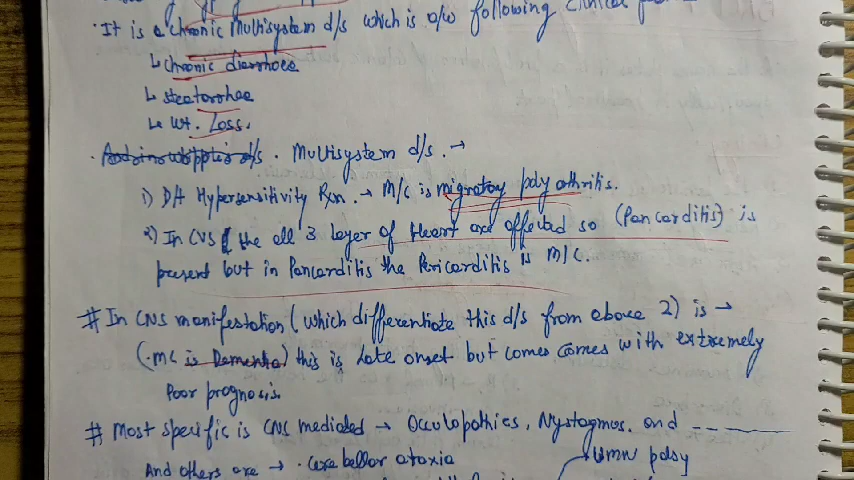 · It is a chronic Multisystem d/s which is a/w following clinical
↳ chronic diarrhoea
↳ steatorrhea
↳ wt. Loss.
· Multisystem d/s. →
1) DH Hypersensitivity Rxn. → M/C is migratory poly arthritis.
2) In CVS the all 3 layer of Heart are affected so (Pancarditis) is
present but in Pancarditis the Pericarditis is M/C.
# In CNS manifestation (which differentiate this d/s from above 2) is →
(·MC is Dementa) this is late onset but comes comes with extremely
Poor prognosis.
# Most specific is CNS mediated → Occulopathies, Nystagmus. and
And others are → · cerebellar ataxia
UMN palsy